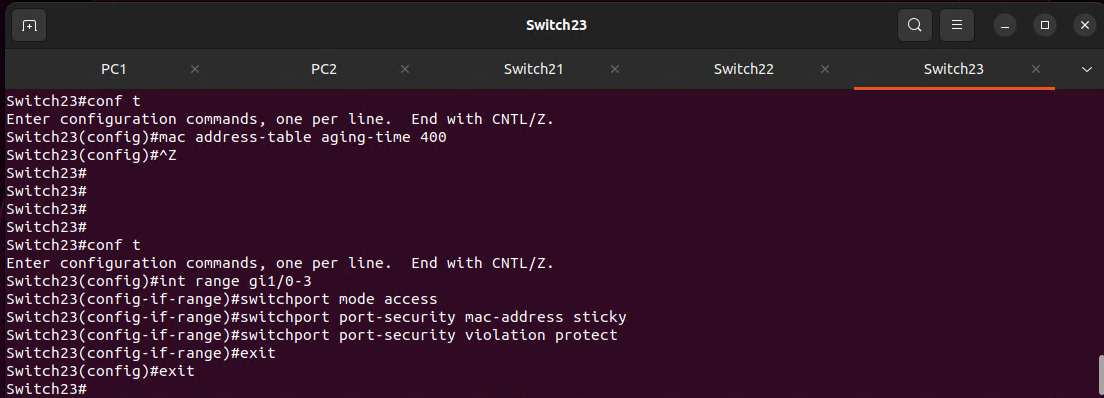 Switch23
PC1
PC2
Switch21
Switch22
Switch23
Switch23#conf t
Enter configuration commands, one per line.  End with CNTL/Z.
Switch23(config)#mac address-table aging-time 400
Switch23(config)#^Z
Switch23#
Switch23#
Switch23#
Switch23#
Switch23#conf t
Enter configuration commands, one per line.  End with CNTL/Z.
Switch23(config)#int range gi1/0-3
Switch23(config-if-range)#switchport mode access
Switch23(config-if-range)#switchport port-security mac-address sticky
Switch23(config-if-range)#switchport port-security violation protect
Switch23(config-if-range)#exit
Switch23(config)#exit
Switch23#